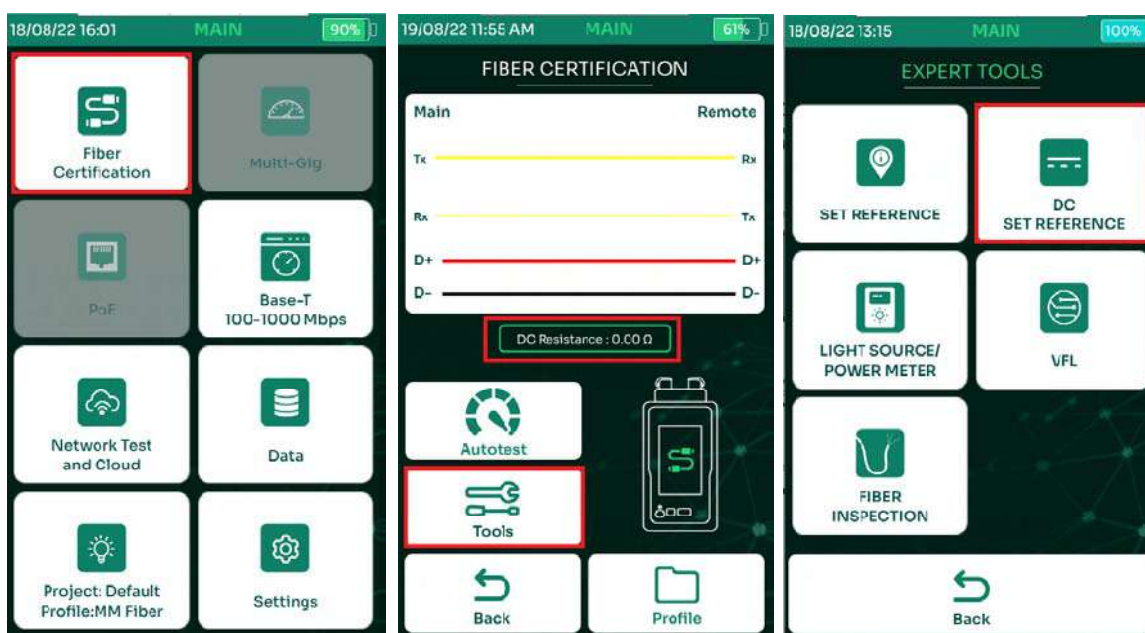 18/08/22 16:01 MAIN 90%
Fiber
Certification
Multi-Gig
PoE
Base-T
100-1000 Mbps
Network Test
and Cloud
Data
Project: Default
Profile:MM Fiber
Settings
19/08/22 11:55 AM MAIN 61%
FIBER CERTIFICATION
Main Remote
Tx Rx
Rx Tx
D+ D+
D- D-
DC Resistance : 0.00 Ω
Autotest
Tools
Back
Profile
18/08/22 13:15 MAIN 100%
EXPERT TOOLS
SET REFERENCE
DC
SET REFERENCE
LIGHT SOURCE/
POWER METER
VFL
FIBER
INSPECTION
Back